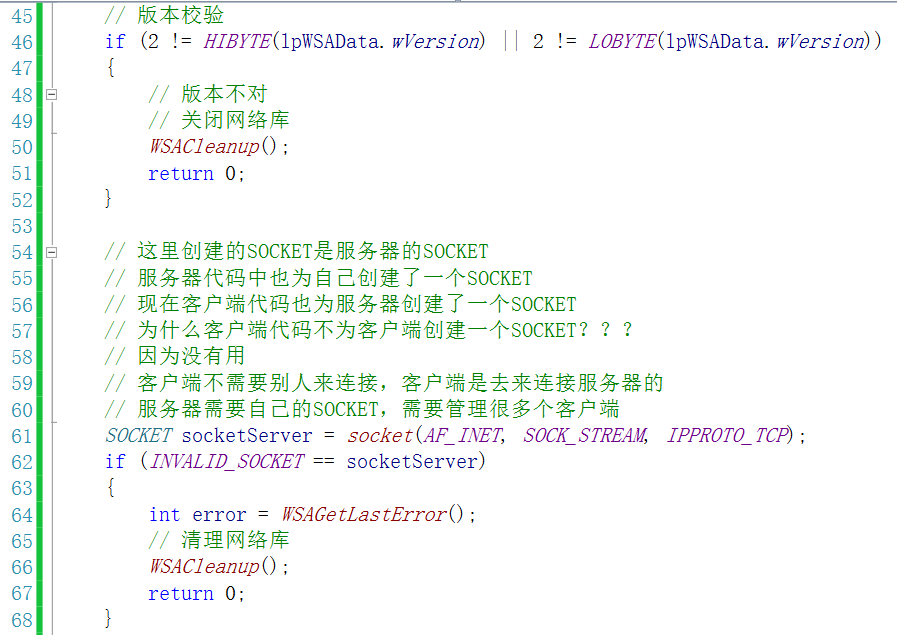 45 // 版本校验
46 if (2 != HIBYTE(lpWSAData.wVersion) || 2 != LOBYTE(lpWSAData.wVersion))
47 {
48 // 版本不对
49 // 关闭网络库
50 WSACleanup();
51 return 0;
52 }
53
54 // 这里创建的SOCKET是服务器的SOCKET
55 // 服务器代码中也为自己创建了一个SOCKET
56 // 现在客户端代码也为服务器创建了一个SOCKET
57 // 为什么客户端代码不为客户端创建一个SOCKET？？？
58 // 因为没有用
59 // 客户端不需要别人来连接，客户端是去来连接服务器的
60 // 服务器需要自己的SOCKET，需要管理很多个客户端
61 SOCKET socketServer = socket(AF_INET, SOCK_STREAM, IPPROTO_TCP);
62 if (INVALID_SOCKET == socketServer)
63 {
64 int error = WSAGetLastError();
65 // 清理网络库
66 WSACleanup();
67 return 0;
68 }